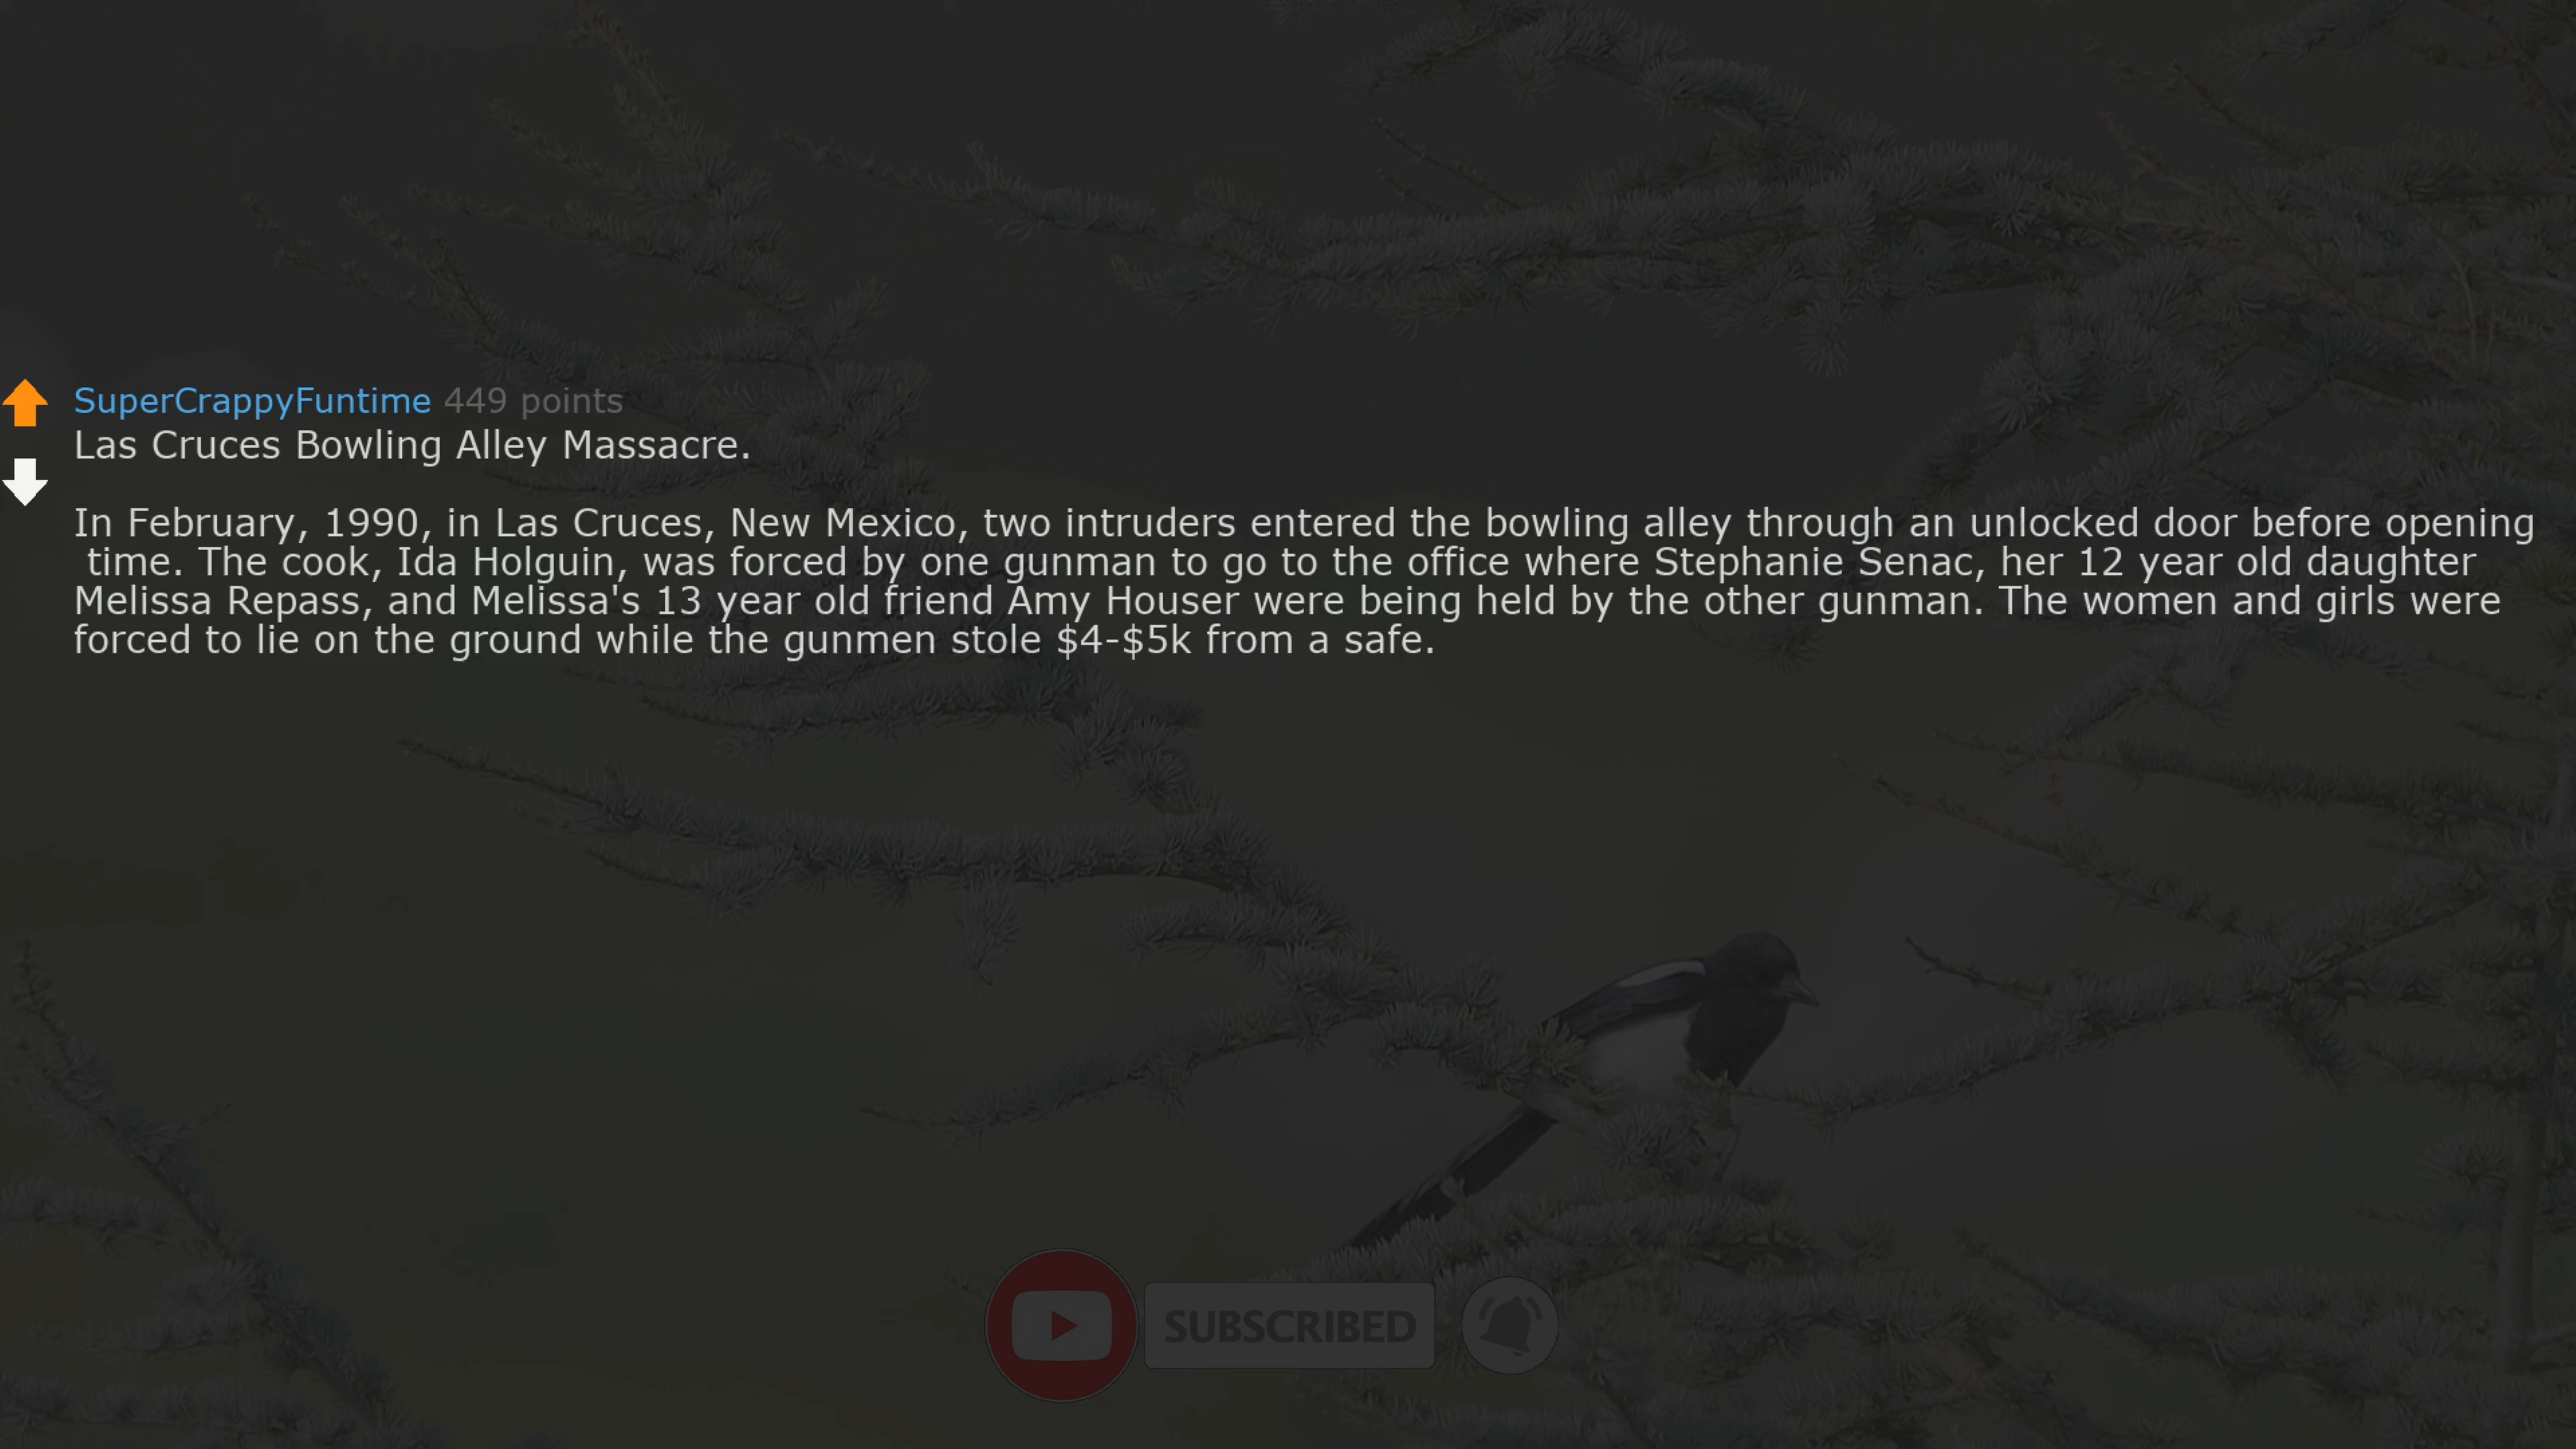 SuperCrappyFuntime 449 points
Las Cruces Bowling Alley Massacre.
In February, 1990, in Las Cruces, New Mexico, two intruders entered the bowling alley through an unlocked door before opening
time. The cook, Ida Holguin, was forced by one gunman to go to the office where Stephanie Senac, her 12 year old daughter
Melissa Repass, and Melissa's 13 year old friend Amy Houser were being held by the other gunman. The women and girls were
forced to lie on the ground while the gunmen stole $4-$5k from a safe.
SUBSCRIBED